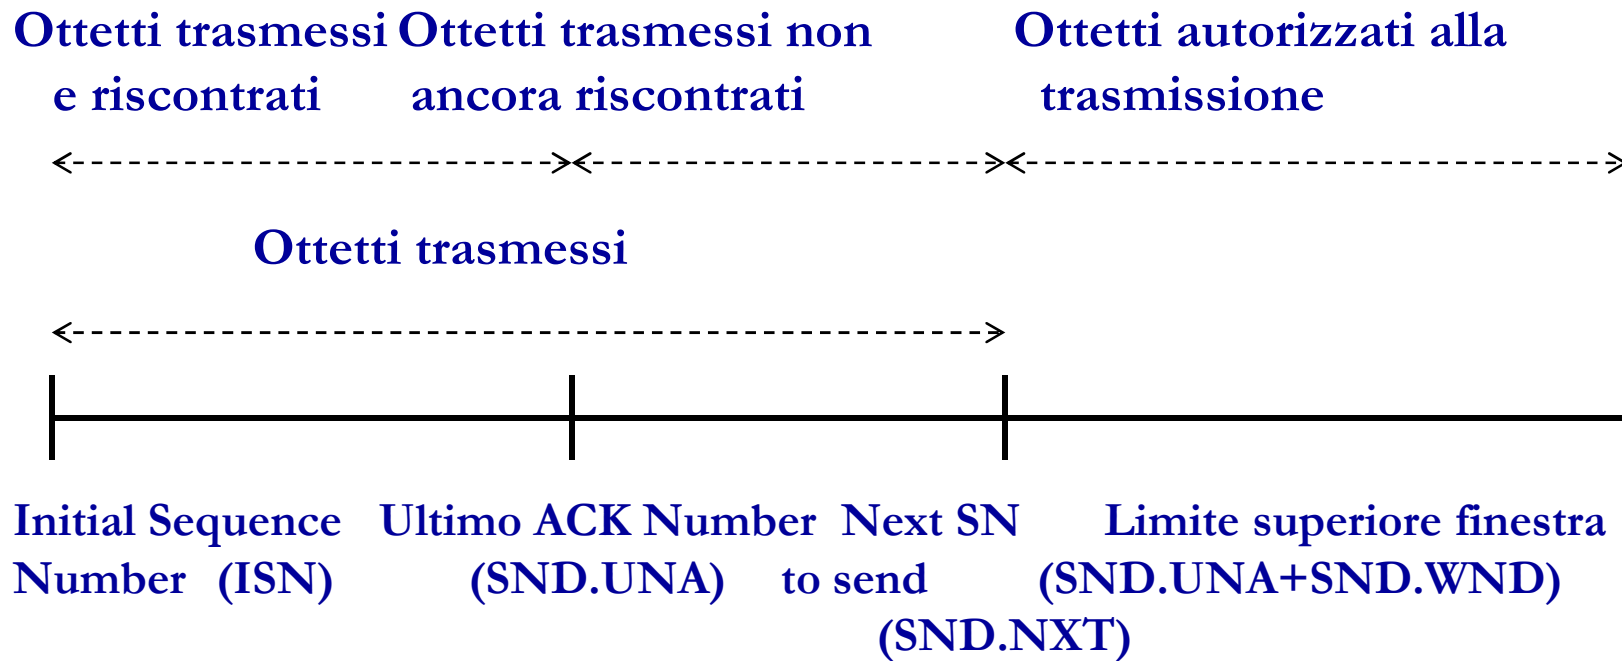 Ottetti trasmessi
e riscontrati
Ottetti trasmessi non
ancora riscontrati
Ottetti autorizzati alla
trasmissione
Ottetti trasmessi
Initial Sequence
Number (ISN)
Ultimo ACK Number
(SND.UNA)
Next SN
to send
(SND.NXT)
Limite superiore finestra
(SND.UNA+SND.WND)